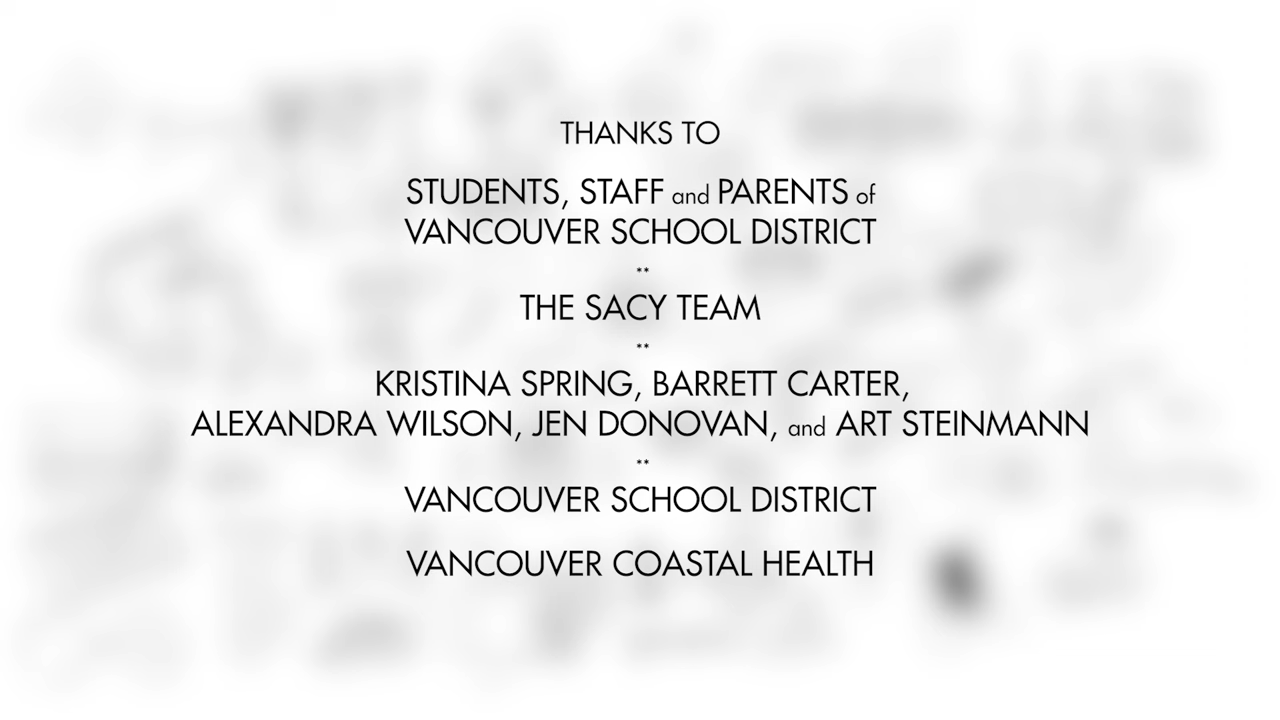 THANKS TO
STUDENTS, STAFF and PARENTS of
VANCOUVER SCHOOL DISTRICT
**
THE SACY TEAM
**
KRISTINA SPRING, BARRETT CARTER,
ALEXANDRA WILSON, JEN DONOVAN, and ART STEINMANN
**
VANCOUVER SCHOOL DISTRICT
VANCOUVER COASTAL HEALTH